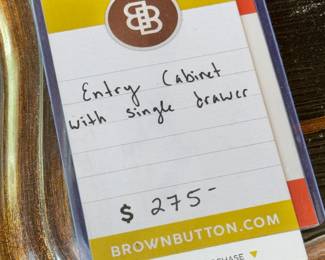 Entry Cabinet
with single drawer
$ 275-
BROWNBUTTON.COM